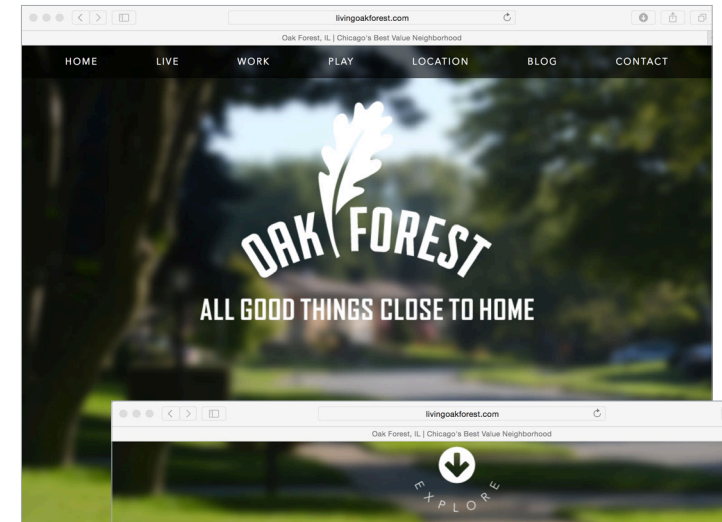 livingoakforest.com
Oak Forest, IL | Chicago's Best Value Neighborhood
HOME LIVE WORK PLAY LOCATION BLOG CONTACT
OAK FOREST
ALL GOOD THINGS CLOSE TO HOME
livingoakforest.com
Oak Forest, IL | Chicago's Best Value Neighborhood
EXPLORE